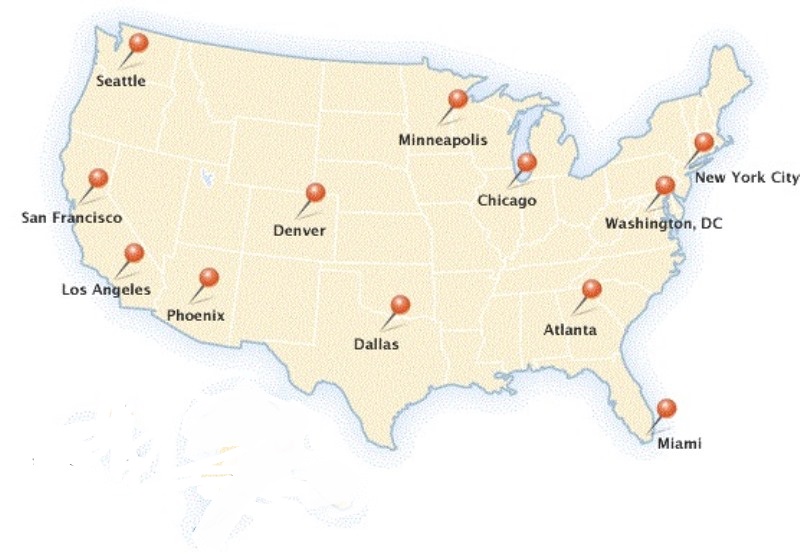 Seattle
Minneapolis
New York City
Chicago
San Francisco
Washington, DC
Denver
Los Angeles
Phoenix
Atlanta
Dallas
Miami